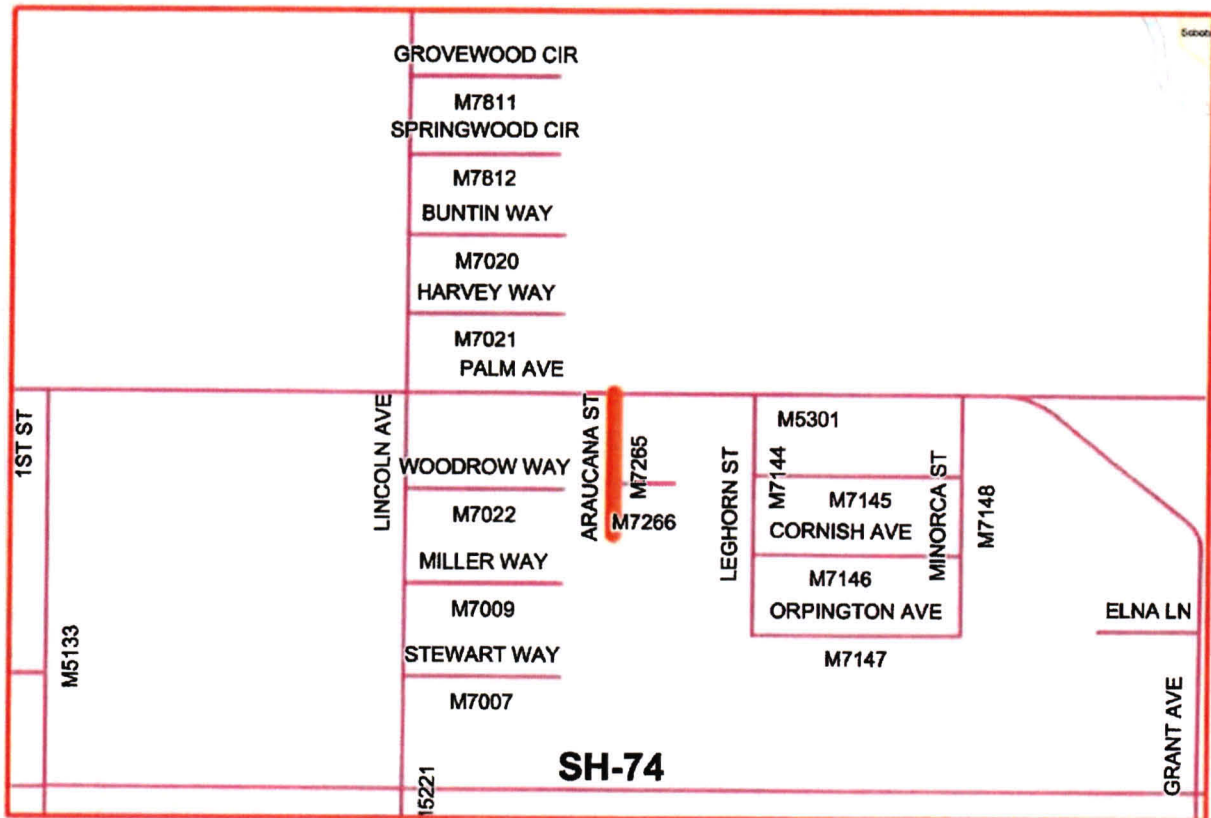 GROVEWOOD CIR
M7811
SPRINGWOOD CIR
M7812
BUNTIN WAY
M7020
HARVEY WAY
M7021
PALM AVE
1ST ST
LINCOLN AVE
ARAUCANA ST
M7265
M5301
LEGHORN ST
M7144
MINORCA ST
M7148
WOODROW WAY
M7022
M7266
M7145
CORNISH AVE
MILLER WAY
M7009
M7146
ORPINGTON AVE
ELNA LN
M5133
STEWART WAY
M7147
M7007
GRANT AVE
SH-74
15221